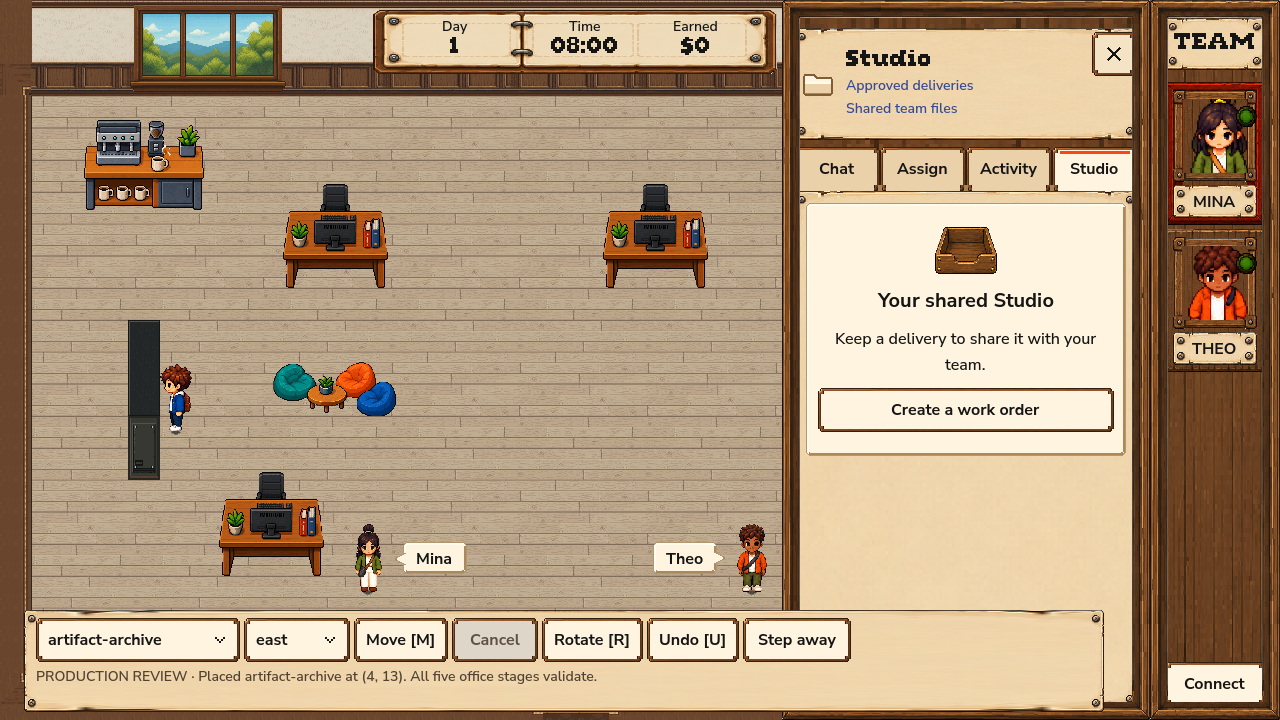 Day
1
Time
08:00
Earned
$0
Studio
Approved deliveries
Shared team files
Chat
Assign
Activity
Studio
Your shared Studio
Keep a delivery to share it with your
team.
Create a work order
TEAM
MINA
THEO
Connect
Mina
Theo
artifact-archive
east
Move [M]
Cancel
Rotate [R]
Undo [U]
Step away
PRODUCTION REVIEW · Placed artifact-archive at (4, 13). All five office stages validate.